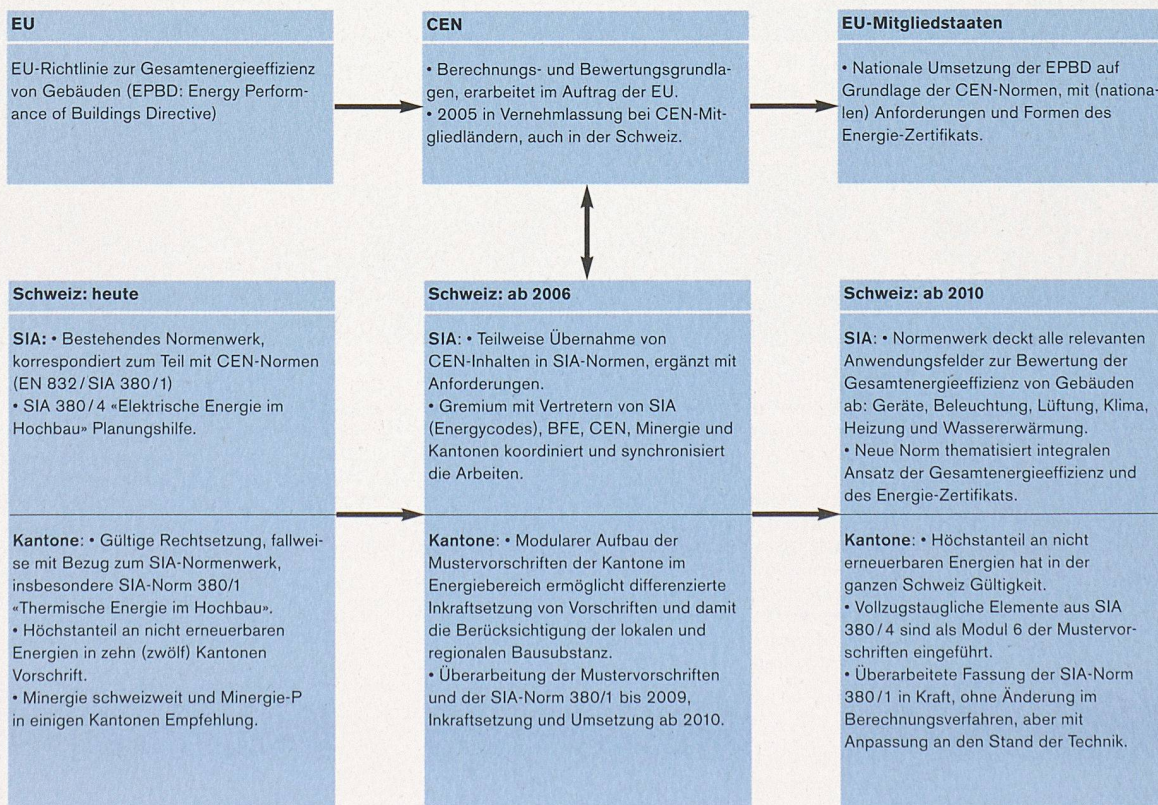 EU
EU-Richtlinie zur Gesamtenergieeffizienz
von Gebäuden (EPBD: Energy Perform-
ance of Buildings Directive)
CEN
• Berechnungs- und Bewertungsgrundla-
gen, erarbeitet im Auftrag der EU.
• 2005 in Vernehmlassung bei CEN-Mit-
gliedländern, auch in der Schweiz.
EU-Mitgliedstaaten
• Nationale Umsetzung der EPBD auf
Grundlage der CEN-Normen, mit (nationa-
len) Anforderungen und Formen des
Energie-Zertifikats.
Schweiz: heute
SIA: • Bestehendes Normenwerk,
korrespondiert zum Teil mit CEN-Normen
(EN 832/SIA 380/1)
• SIA 380/4 «Elektrische Energie im
Hochbau» Planungshilfe.
Kantone: • Gültige Rechtsetzung, fallwei-
se mit Bezug zum SIA-Normenwerk,
insbesondere SIA-Norm 380/1
«Thermische Energie im Hochbau».
• Höchstanteil an nicht erneuerbaren
Energien in zehn (zwölf) Kantonen
Vorschrift.
• Minergie schweizweit und Minergie-P
in einigen Kantonen Empfehlung.
Schweiz: ab 2006
SIA: • Teilweise Übernahme von
CEN-Inhalten in SIA-Normen, ergänzt mit
Anforderungen.
• Gremium mit Vertretern von SIA
(Energycodes), BFE, CEN, Minergie und
Kantonen koordiniert und synchronisiert
die Arbeiten.
Kantone: • Modularer Aufbau der
Mustervorschriften der Kantone im
Energiebereich ermöglicht differenzierte
Inkraftsetzung von Vorschriften und damit
die Berücksichtigung der lokalen und
regionalen Bausubstanz.
• Überarbeitung der Mustervorschriften
und der SIA-Norm 380/1 bis 2009,
Inkraftsetzung und Umsetzung ab 2010.
Schweiz: ab 2010
SIA: • Normenwerk deckt alle relevanten
Anwendungsfelder zur Bewertung der
Gesamtenergieeffizienz von Gebäuden
ab: Geräte, Beleuchtung, Lüftung, Klima,
Heizung und Wassererwärmung.
• Neue Norm thematisiert integralen
Ansatz der Gesamtenergieeffizienz und
des Energie-Zertifikats.
Kantone: • Höchstanteil an nicht
erneuerbaren Energien hat in der
ganzen Schweiz Gültigkeit.
• Vollzugstaugliche Elemente aus SIA
380/4 sind als Modul 6 der Mustervor-
schriften eingeführt.
• Überarbeitete Fassung der SIA-Norm
380/1 in Kraft, ohne Änderung im
Berechnungsverfahren, aber mit
Anpassung an den Stand der Technik.